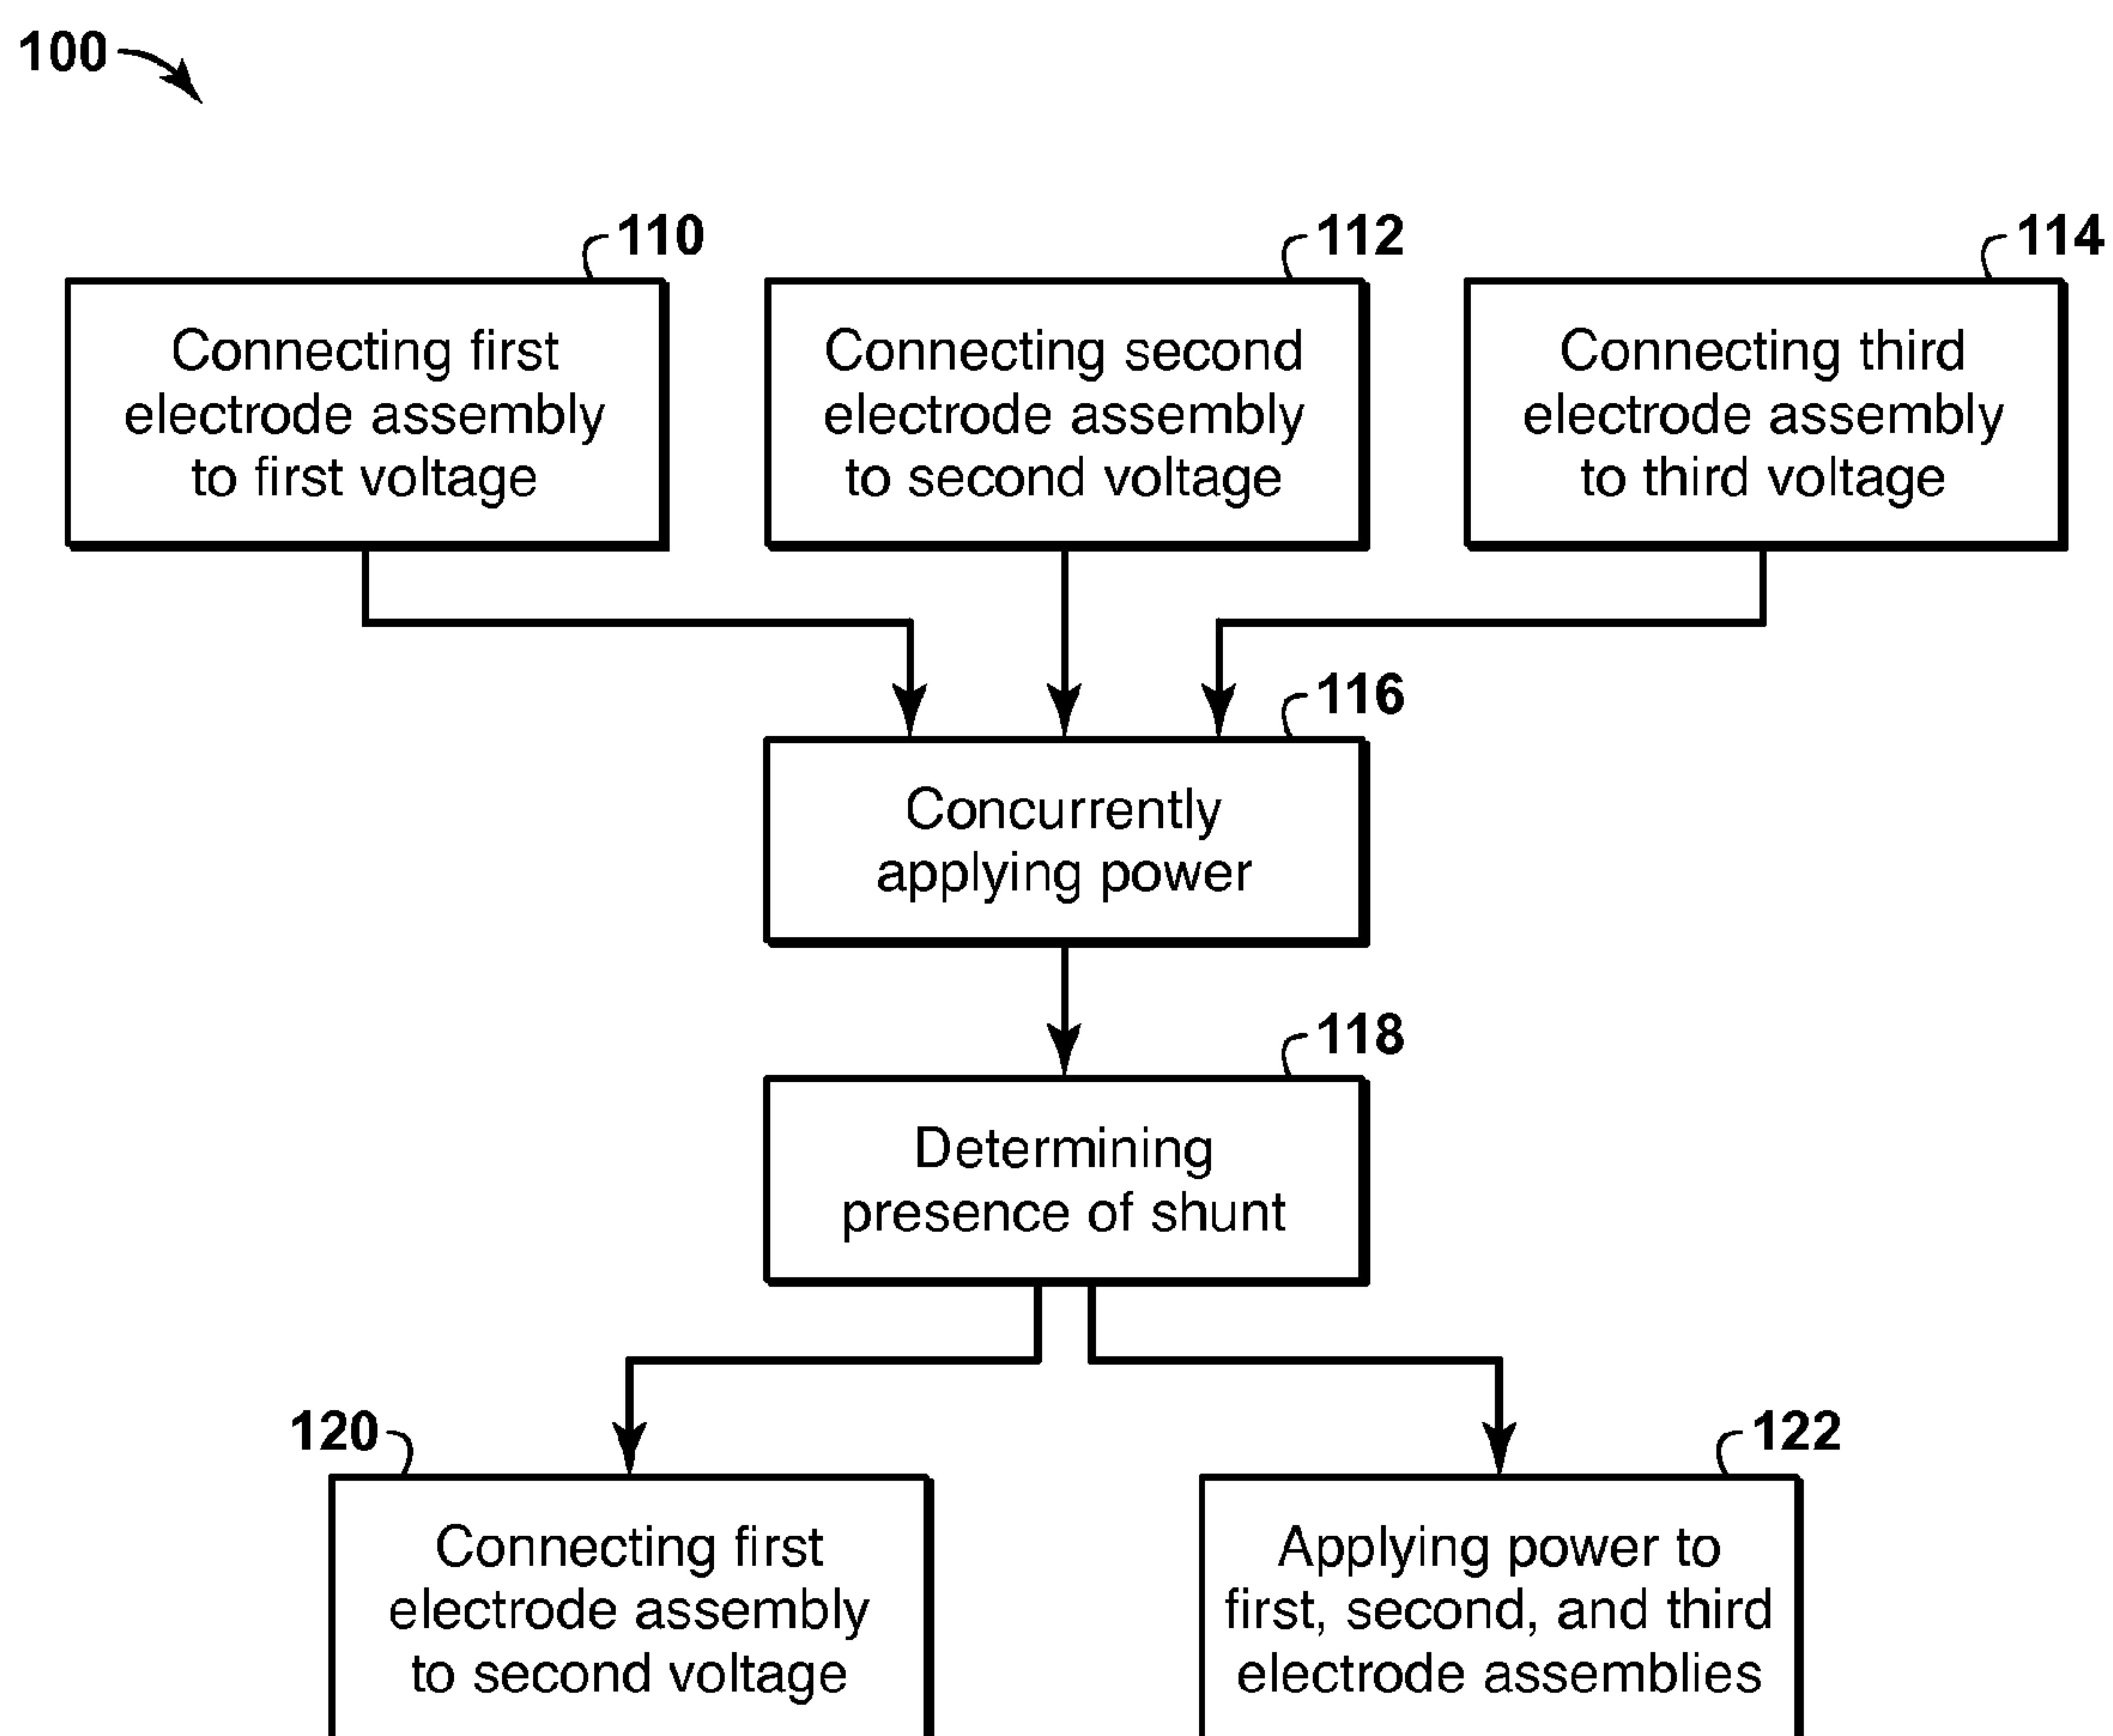 100
110
112
114
Connecting first
electrode assembly
to first voltage
Connecting second
electrode assembly
to second voltage
Connecting third
electrode assembly
to third voltage
116
Concurrently
applying power
118
Determining
presence of shunt
120
122
Connecting first
electrode assembly
to second voltage
Applying power to
first, second, and third
electrode assemblies